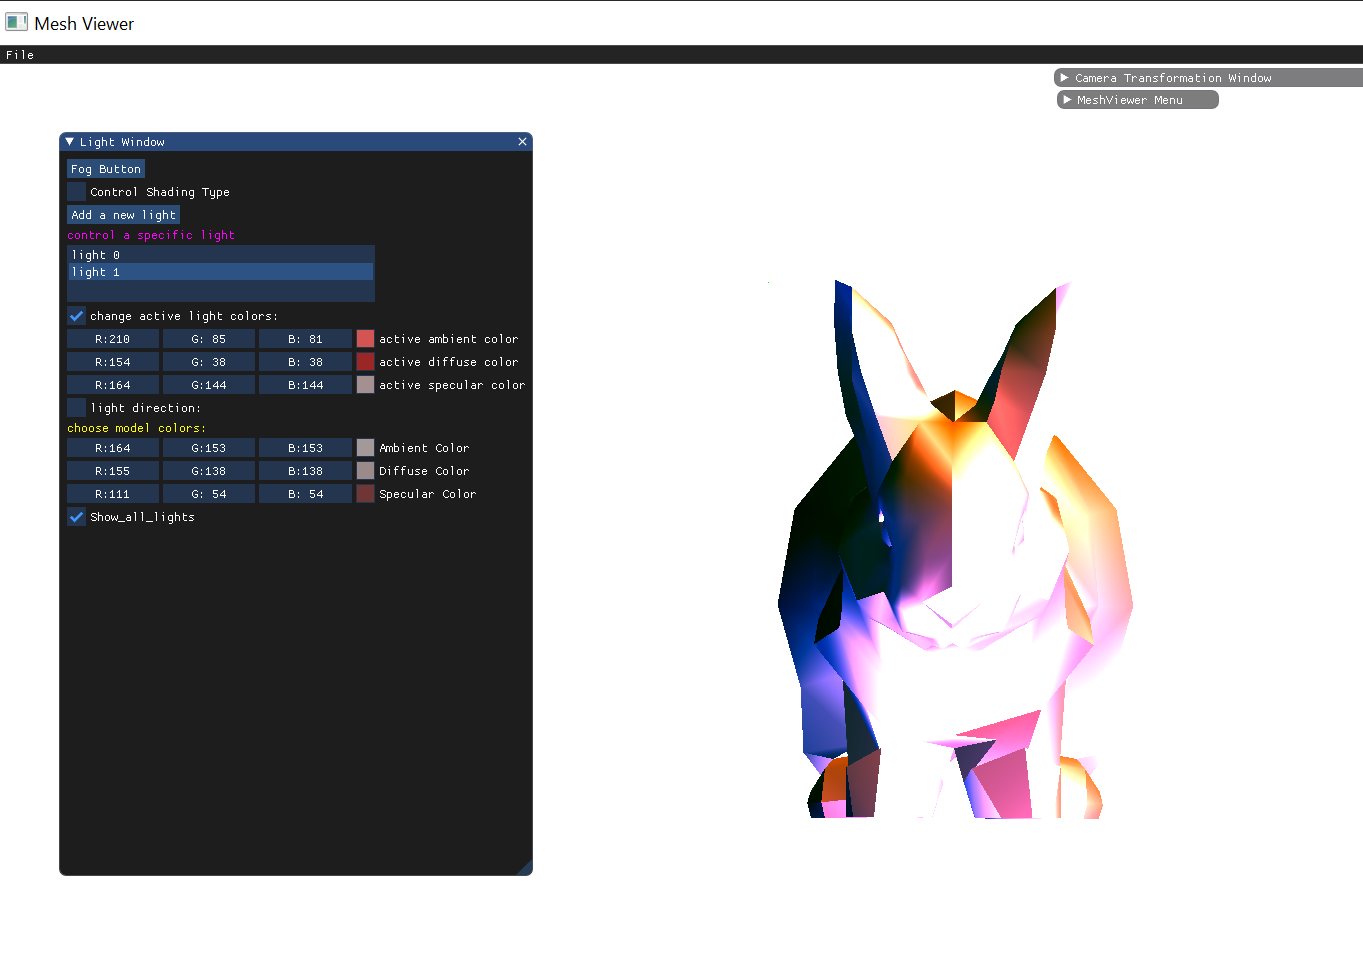 Mesh Viewer
File
Camera Transformation Window
MeshViewer Menu
Light Window
Fog Button
Control Shading Type
Add a new light
control a specific light
light 0
light 1
change active light colors:
R:210 G: 85 B: 81 active ambient color
R:154 G: 38 B: 38 active diffuse color
R:164 G:144 B:144 active specular color
light direction:
choose model colors:
R:164 G:153 B:153 Ambient Color
R:155 G:138 B:138 Diffuse Color
R:111 G: 54 B: 54 Specular Color
Show_all_lights